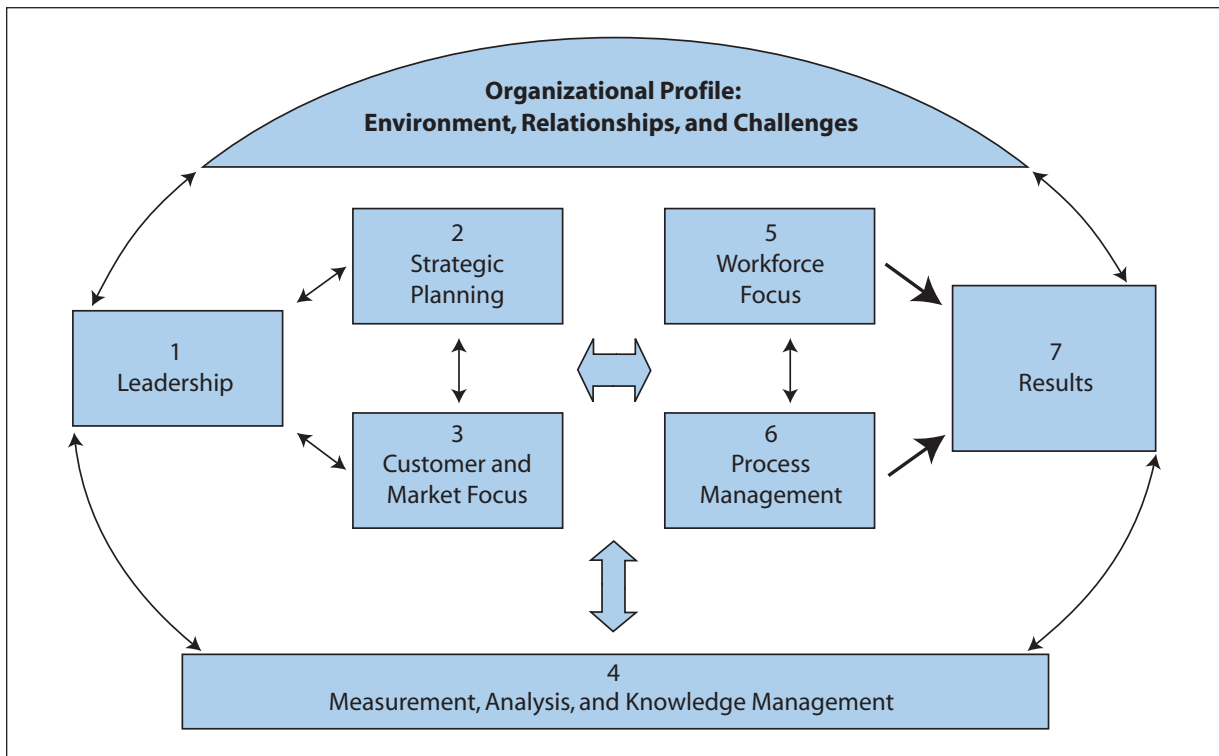 Organizational Profile:
Environment, Relationships, and Challenges
1
Leadership
2
Strategic
Planning
3
Customer and
Market Focus
5
Workforce
Focus
6
Process
Management
7
Results
4
Measurement, Analysis, and Knowledge Management